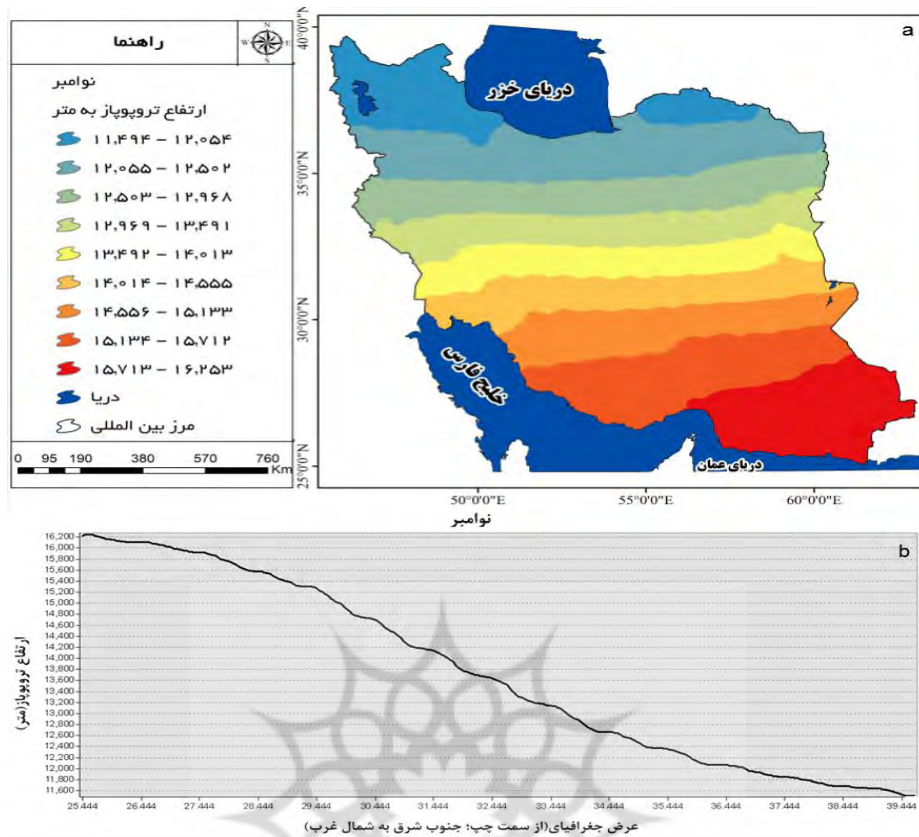 راهنما
نوامبر
ارتفاع تروپوپاز به متر
۱۱,۴۹۴ – ۱۲,۰۵۴
۱۲,۰۵۵ – ۱۲,۵۰۲
۱۲,۵۰۳ – ۱۲,۹۶۸
۱۲,۹۶۹ – ۱۳,۴۹۱
۱۳,۴۹۲ – ۱۴,۰۱۳
۱۴,۰۱۴ – ۱۴,۵۵۵
۱۴,۵۵۶ – ۱۵,۱۳۳
۱۵,۱۳۴ – ۱۵,۷۱۲
۱۵,۷۱۳ – ۱۶,۲۵۳
دریا
مرز بین المللی
0 95 190 380 570 760
Km
N
W E
S
a
40°0'0"N
35°0'0"N
30°0'0"N
25°0'0"N
دریای خزر
خلیج فارس
دریای عمان
50°0'0"E 55°0'0"E 60°0'0"E
نوامبر
b
16,200
16,000
15,800
15,600
15,400
15,200
15,000
14,800
14,600
14,400
14,200
14,000
13,800
13,600
13,400
13,200
13,000
12,800
12,600
12,400
12,200
12,000
11,800
11,600
ارتفاع تروپوپاز(متر)
25.444 26.444 27.444 28.444 29.444 30.444 31.444 32.444 33.444 34.444 35.444 36.444 37.444 38.444 39.444
عرض جغرافیای(از سمت چپ؛ جنوب شرق به شمال غرب)